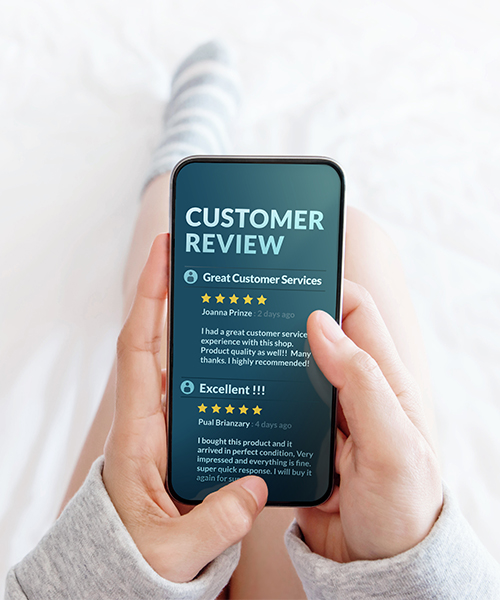 CUSTOMER
REVIEW
Great Customer Services
Joanna Prinze : 2 days ago
I had a great customer service
experience with this shop.
Product quality as well!! Many
thanks. I highly recommended!
Excellent !!!
Pual Brianzary : 4 days ago
I bought this product and it
arrived in perfect condition, Very
impressed and everything is fine.
super quick response. I will buy it
again for